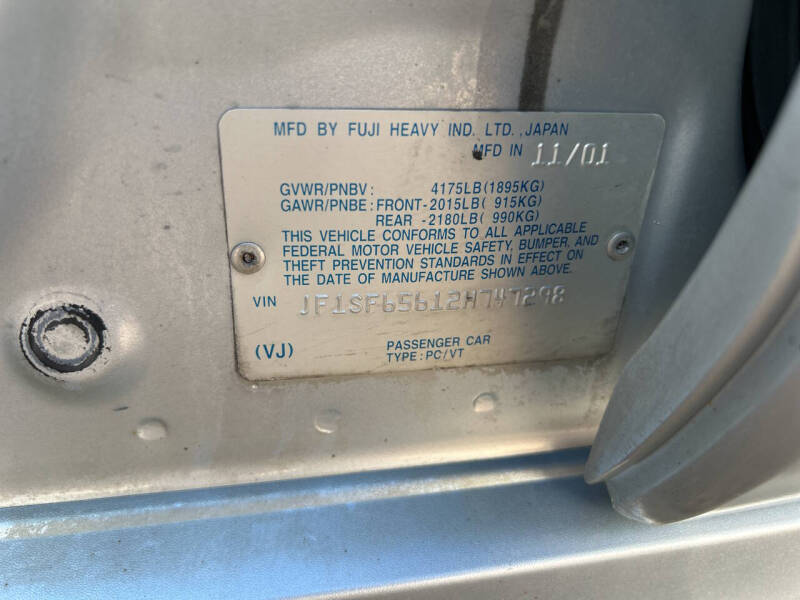 MFD BY FUJI HEAVY IND. LTD., JAPAN
MFD IN 11/01
GVWR/PNBV: 4175LB(1895KG)
GAWR/PNBE: FRONT-2015LB( 915KG)
REAR -2180LB( 990KG)
THIS VEHICLE CONFORMS TO ALL APPLICABLE
FEDERAL MOTOR VEHICLE SAFETY, BUMPER, AND
THEFT PREVENTION STANDARDS IN EFFECT ON
THE DATE OF MANUFACTURE SHOWN ABOVE.
VIN JF1SF65612H747298
(VJ) PASSENGER CAR
TYPE: PC/VT